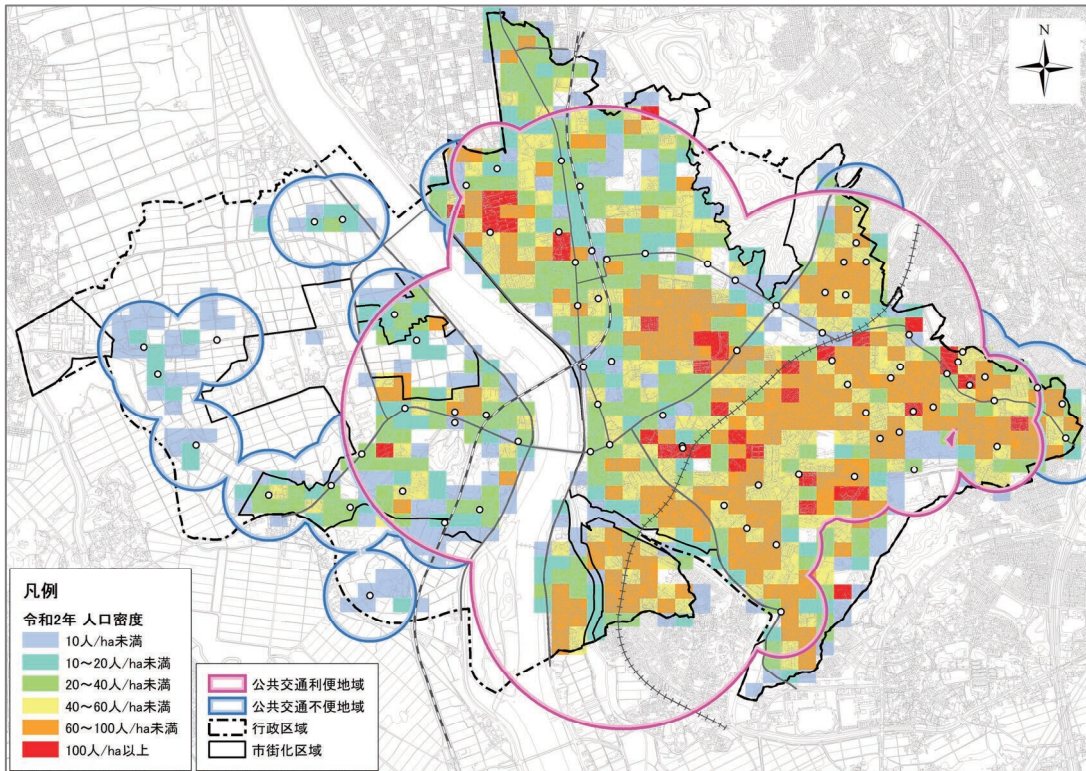 N
凡例
令和2年 人口密度
10人/ha未満
10～20人/ha未満
20～40人/ha未満
40～60人/ha未満
60～100人/ha未満
100人/ha以上
公共交通利便地域
公共交通不便地域
行政区域
市街化区域